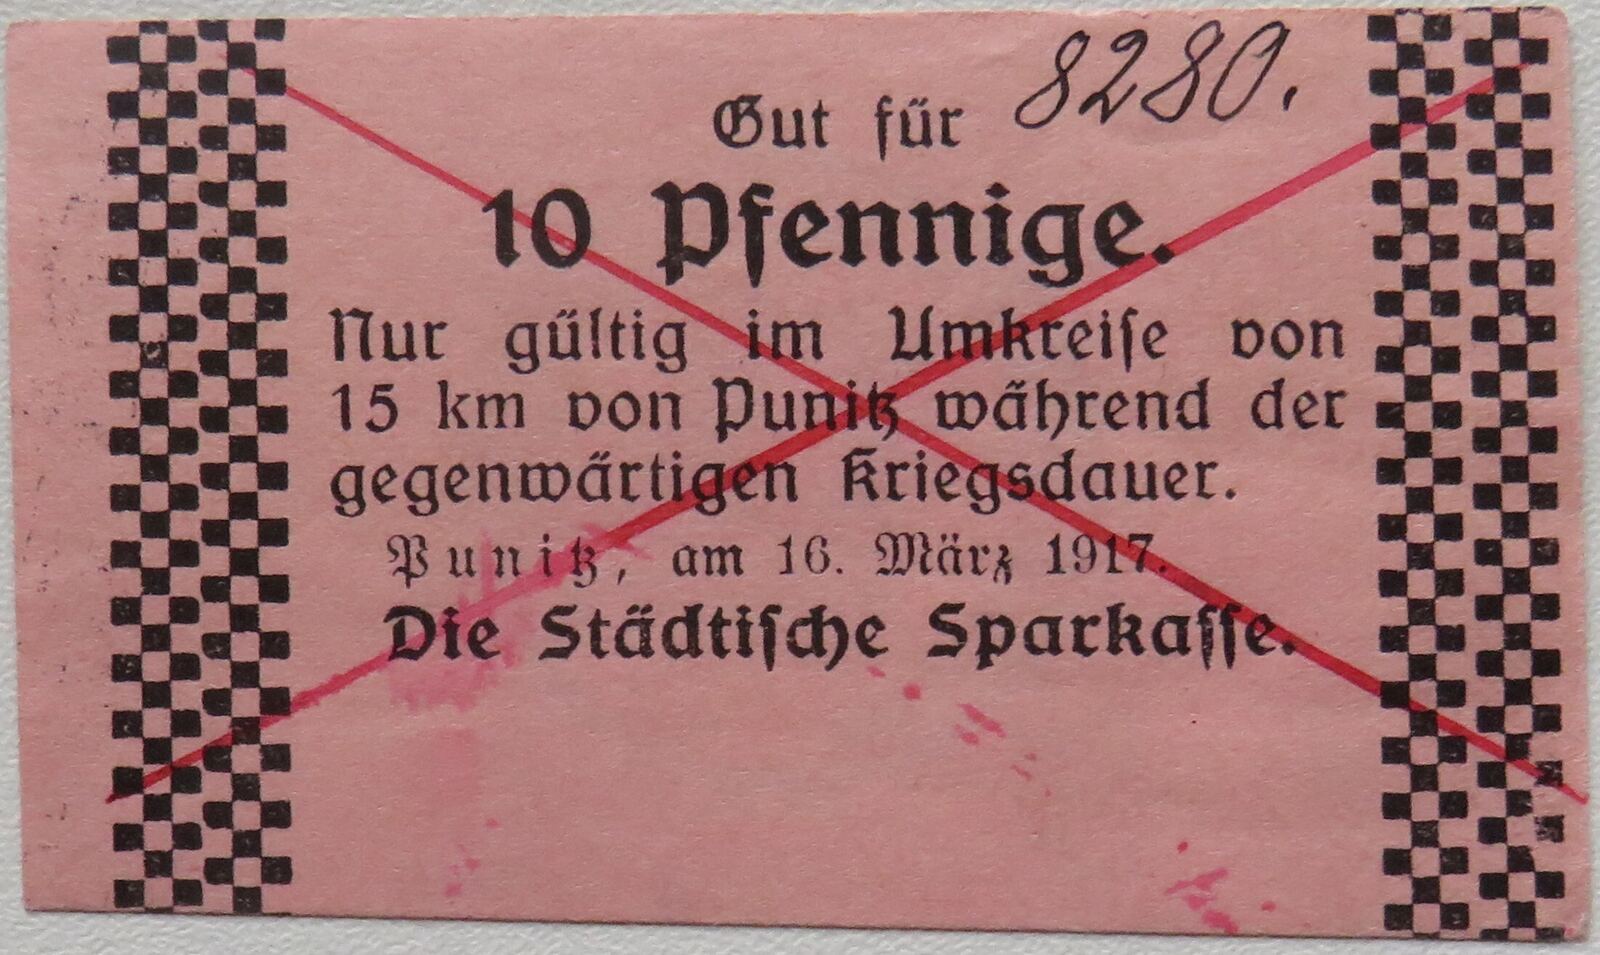 8280.
Gut für
10 Pfennige.
Nur gültig im Umkreiſe von
15 km von Punitz während der
gegenwärtigen Kriegsdauer.
Punitz, am 16. März 1917.
Die Städtiſche Sparkaſſe.